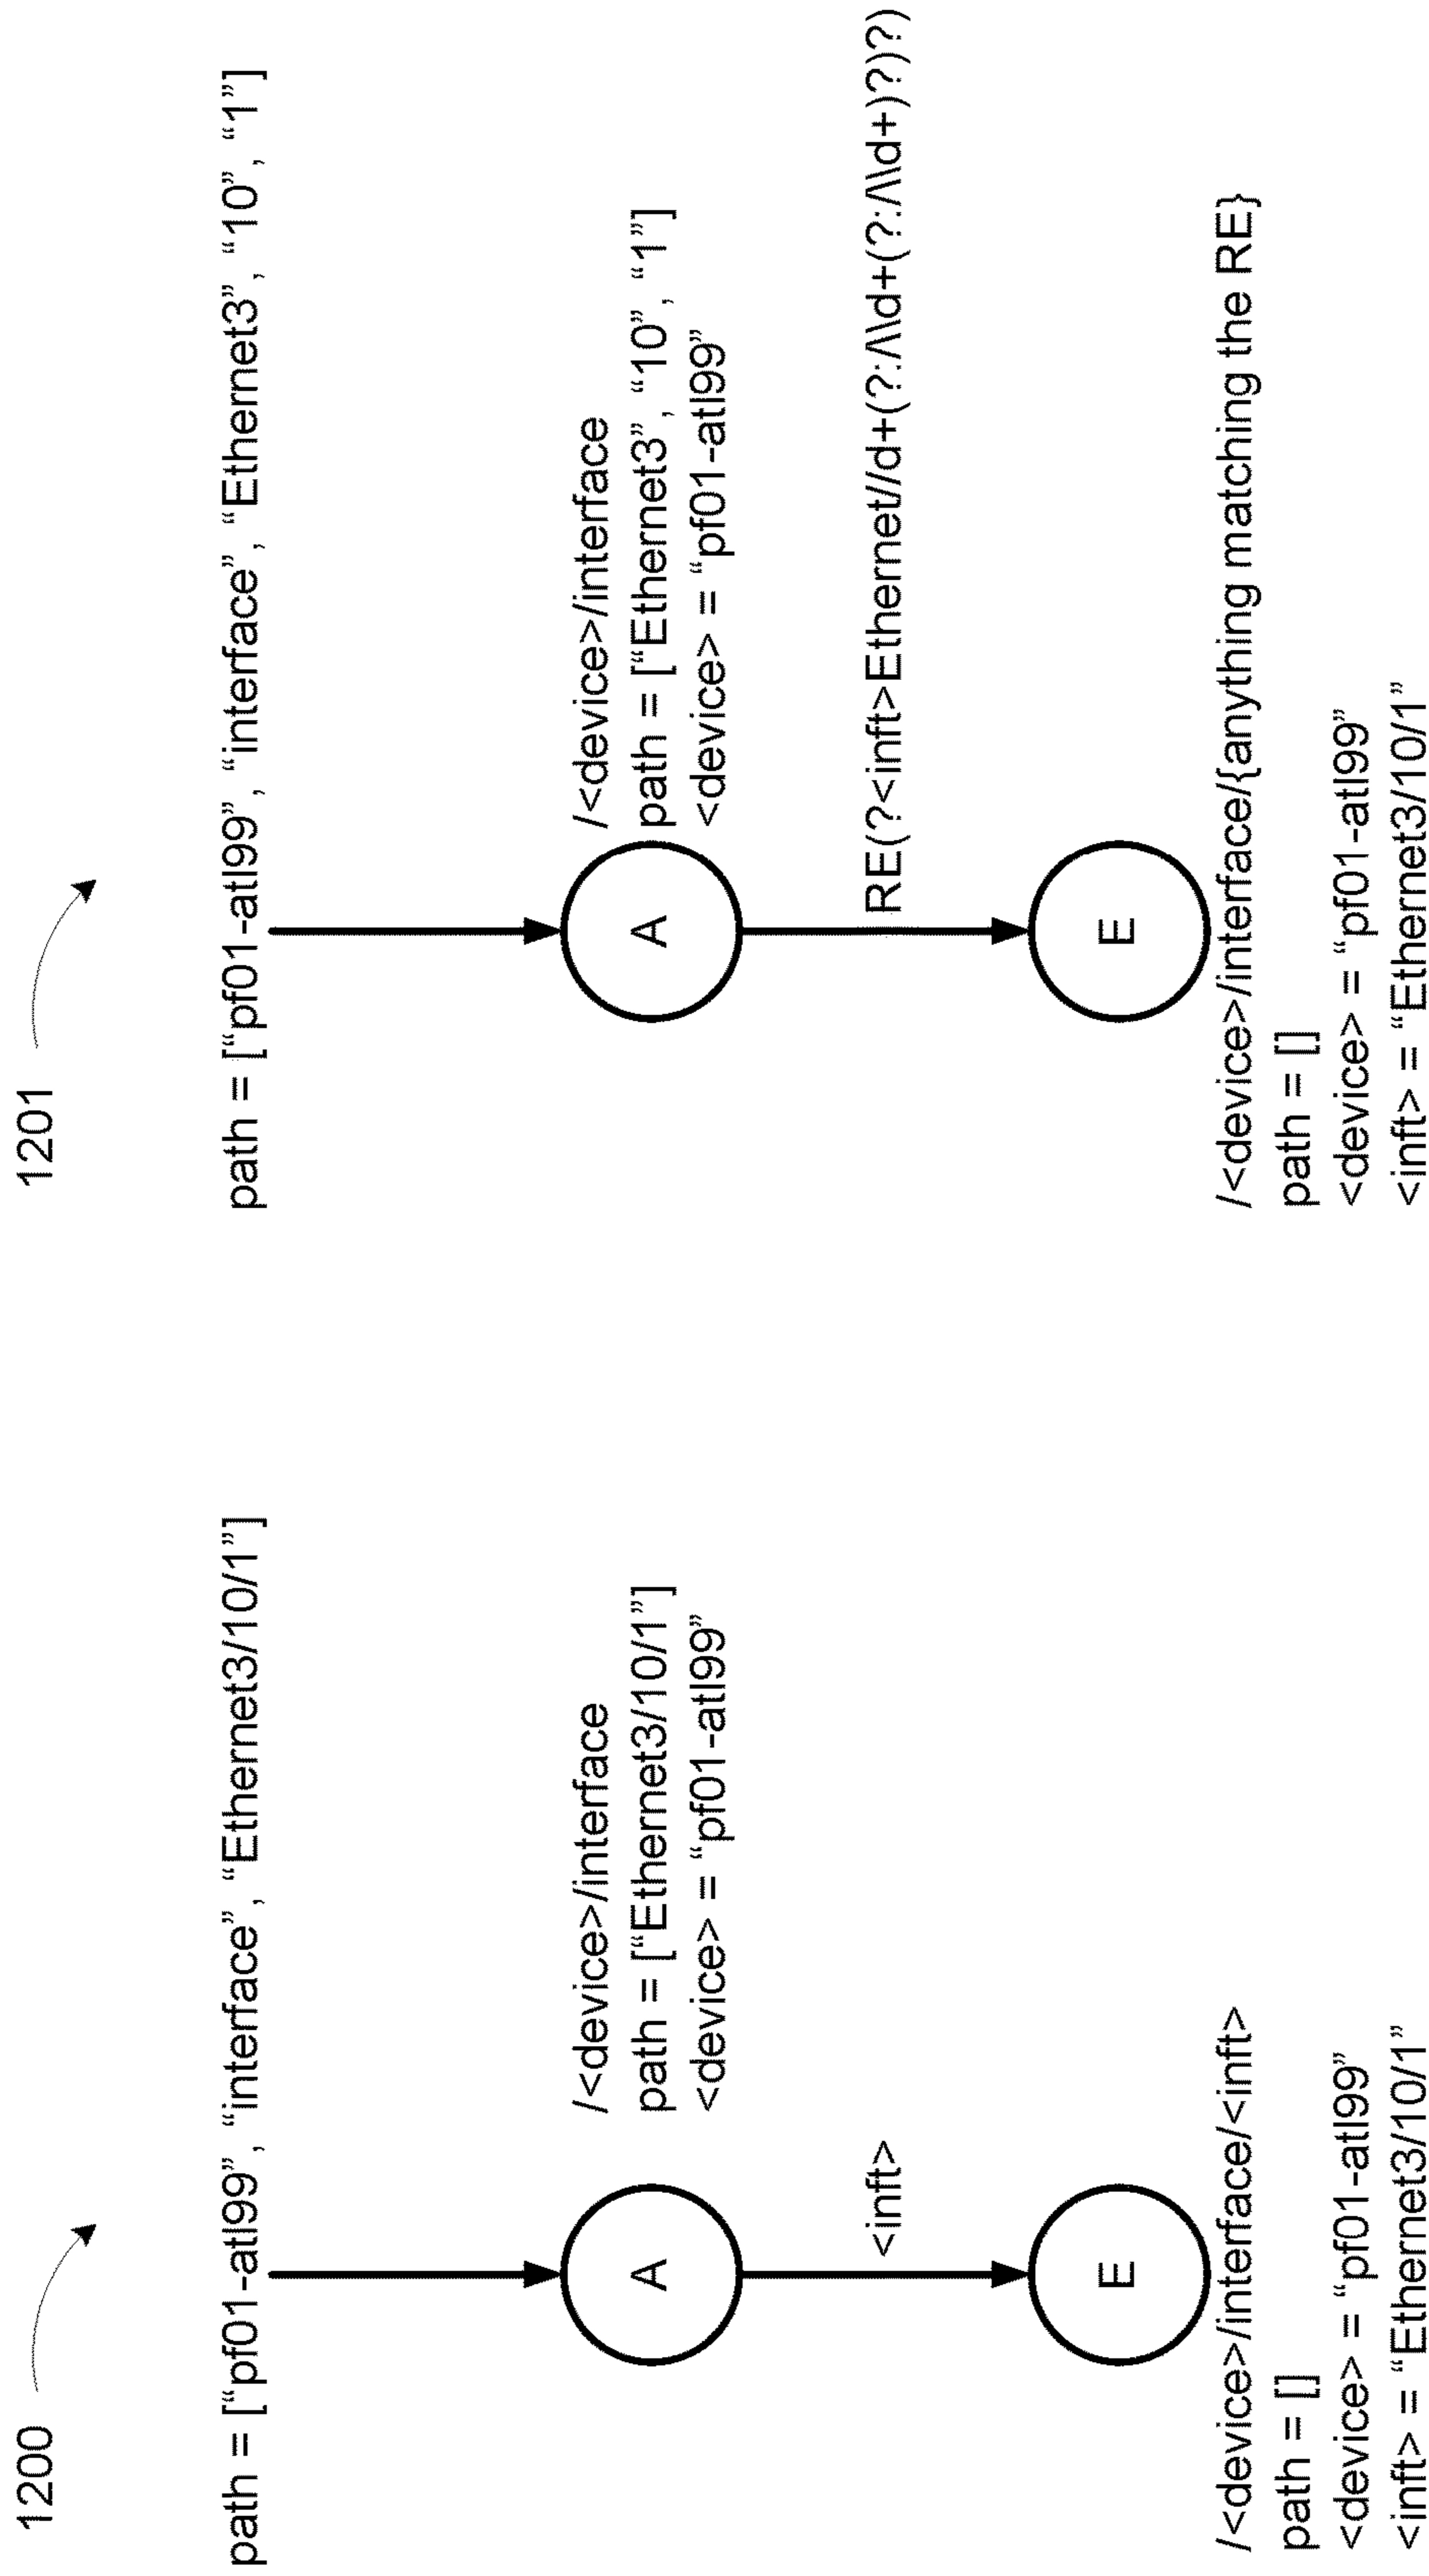 1200
path = [“pf01-atl99”, “interface”, “Ethernet3/10/1”]
A
/<device>/interface
path = [“Ethernet3/10/1”]
<device> = “pf01-atl99”
<inft>
E
/<device>/interface/<inft>
path = []
<device> = “pf01-atl99”
<inft> = “Ethernet3/10/1”
1201
path = [“pf01-atl99”, “interface”, “Ethernet3”, “10”, “1”]
A
/<device>/interface
path = [“Ethernet3”, “10”, “1”]
<device> = “pf01-atl99”
RE(?<inft>Ethernet//d+(?:/\\d+(?:/\\d+)?)?)
E
/<device>/interface/{anything matching the RE}
path = []
<device> = “pf01-atl99”
<inft> = “Ethernet3/10/1”